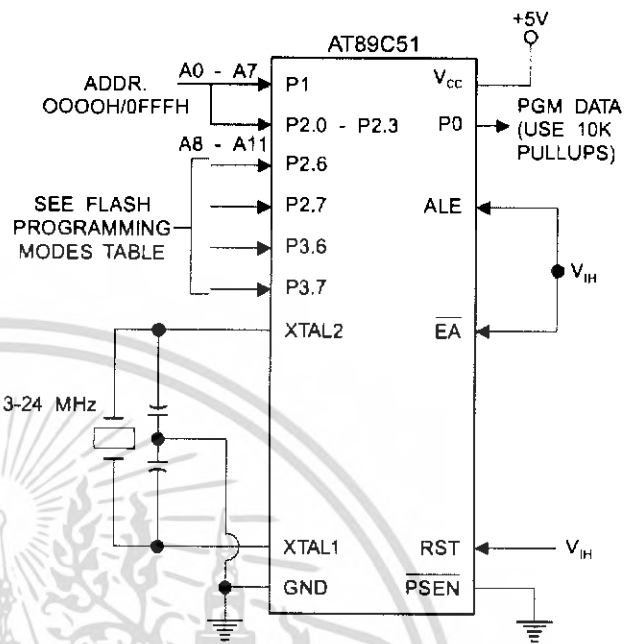 +5V
AT89C51
ADDR.
OOOOH/0FFFH
A0 - A7
P1
VCC
P2.0 - P2.3
P0
PGM DATA
(USE 10K
PULLUPS)
A8 - A11
P2.6
SEE FLASH
PROGRAMMING
MODES TABLE
P2.7
ALE
P3.6
VIH
P3.7
XTAL2
EA
3-24 MHz
XTAL1
RST
VIH
GND
PSEN